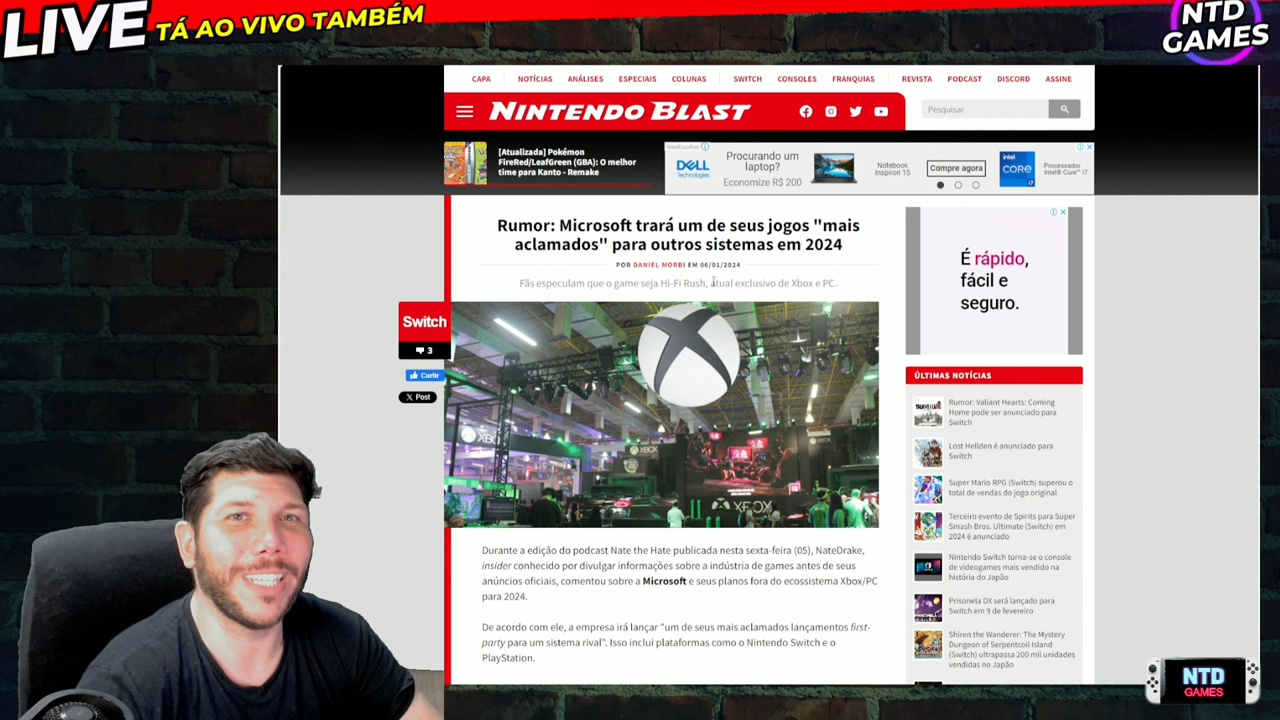 LIVE TÁ AO VIVO TAMBÉM
NTD
GAMES
CAPA NOTÍCIAS ANÁLISES ESPECIAIS COLUNAS SWITCH CONSOLES FRANQUIAS REVISTA PODCAST DISCORD ASSINE
NINTENDO BLAST
Pesquisar
[Atualizada] Pokémon
FireRed/LeafGreen (GBA): O melhor
time para Kanto - Remake
DELL
Technologies
Procurando um
laptop?
Economize R$ 200
Notebook
Inspiron 15
Compre agora
intel
CORE
i7
Processador
Intel® Core™ i7
Rumor: Microsoft trará um de seus jogos "mais
aclamados" para outros sistemas em 2024
POR DANIEL MORBI EM 06/01/2024
Fãs especulam que o game seja Hi-Fi Rush, atual exclusivo de Xbox e PC.
Switch
3
Curtir
X Post
XBOX
XBOX
XBOX
É rápido,
fácil e
seguro.
ÚLTIMAS NOTÍCIAS
Rumor: Valiant Hearts: Coming
Home pode ser anunciado para
Switch
Lost Hellden é anunciado para
Switch
Super Mario RPG (Switch) superou o
total de vendas do jogo original
Terceiro evento de Spirits para Super
Smash Bros. Ultimate (Switch) em
2024 é anunciado
Nintendo Switch torna-se o console
de videogames mais vendido na
história do Japão
Prisonela DX será lançado para
Switch em 9 de fevereiro
Shiren the Wanderer: The Mystery
Dungeon of Serpentcoil Island
(Switch) ultrapassa 200 mil unidades
vendidas no Japão
Durante a edição do podcast Nate the Hate publicada nesta sexta-feira (05), NateDrake,
insider conhecido por divulgar informações sobre a indústria de games antes de seus
anúncios oficiais, comentou sobre a Microsoft e seus planos fora do ecossistema Xbox/PC
para 2024.
De acordo com ele, a empresa irá lançar "um de seus mais aclamados lançamentos first-
party para um sistema rival". Isso inclui plataformas como o Nintendo Switch e o
PlayStation.
NTD
GAMES